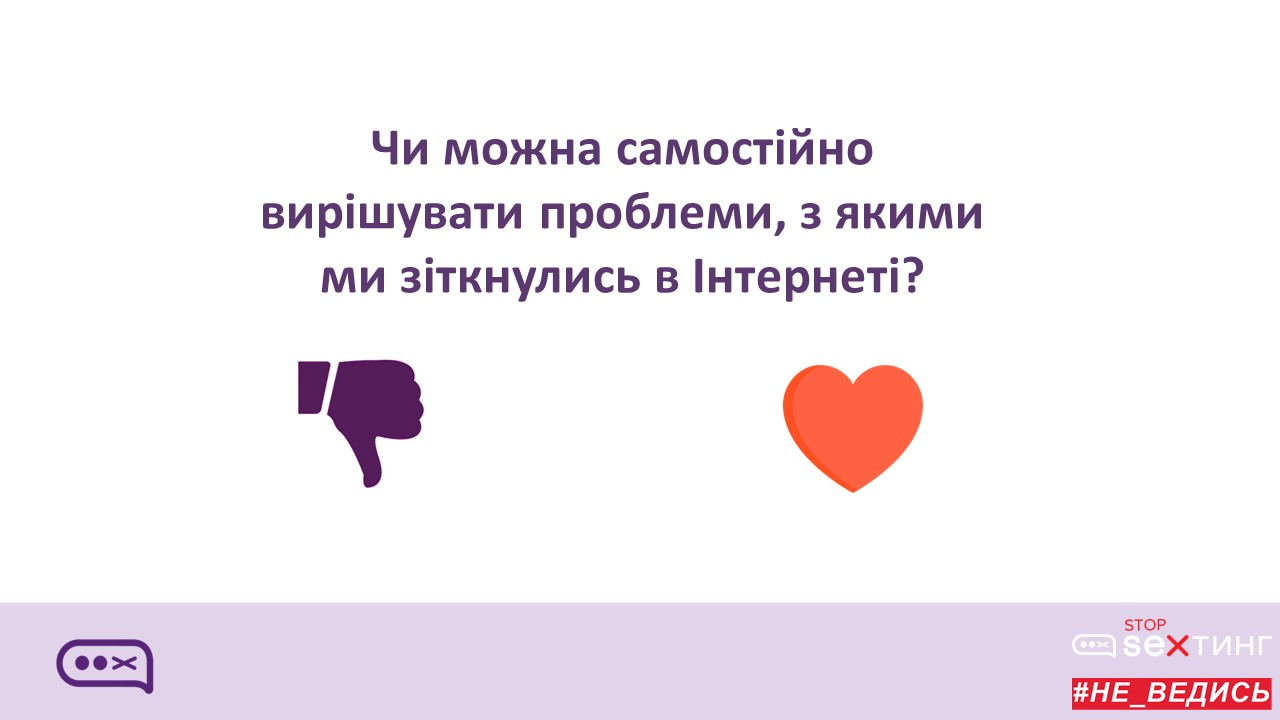 Чи можна самостійно
вирішувати проблеми, з якими
ми зіткнулись в Інтернеті?
STOP
sexТИНГ
#НЕ_ВЕДИСЬ